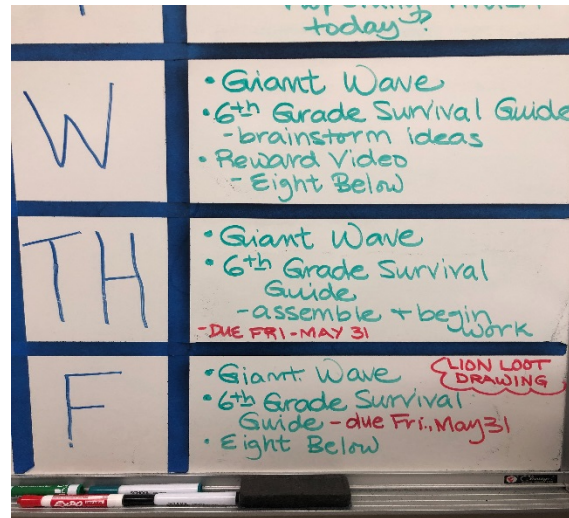 today?
W
• Giant Wave
• 6th Grade Survival Guide
- brainstorm ideas
• Reward Video
- Eight Below
TH
• Giant Wave
• 6th Grade Survival
Guide
- assemble + begin
work
- DUE FRI - MAY 31
F
• Giant Wave
LION LOOT
DRAWING
• 6th Grade Survival
Guide - due Fri., May 31
• Eight Below
EXPO